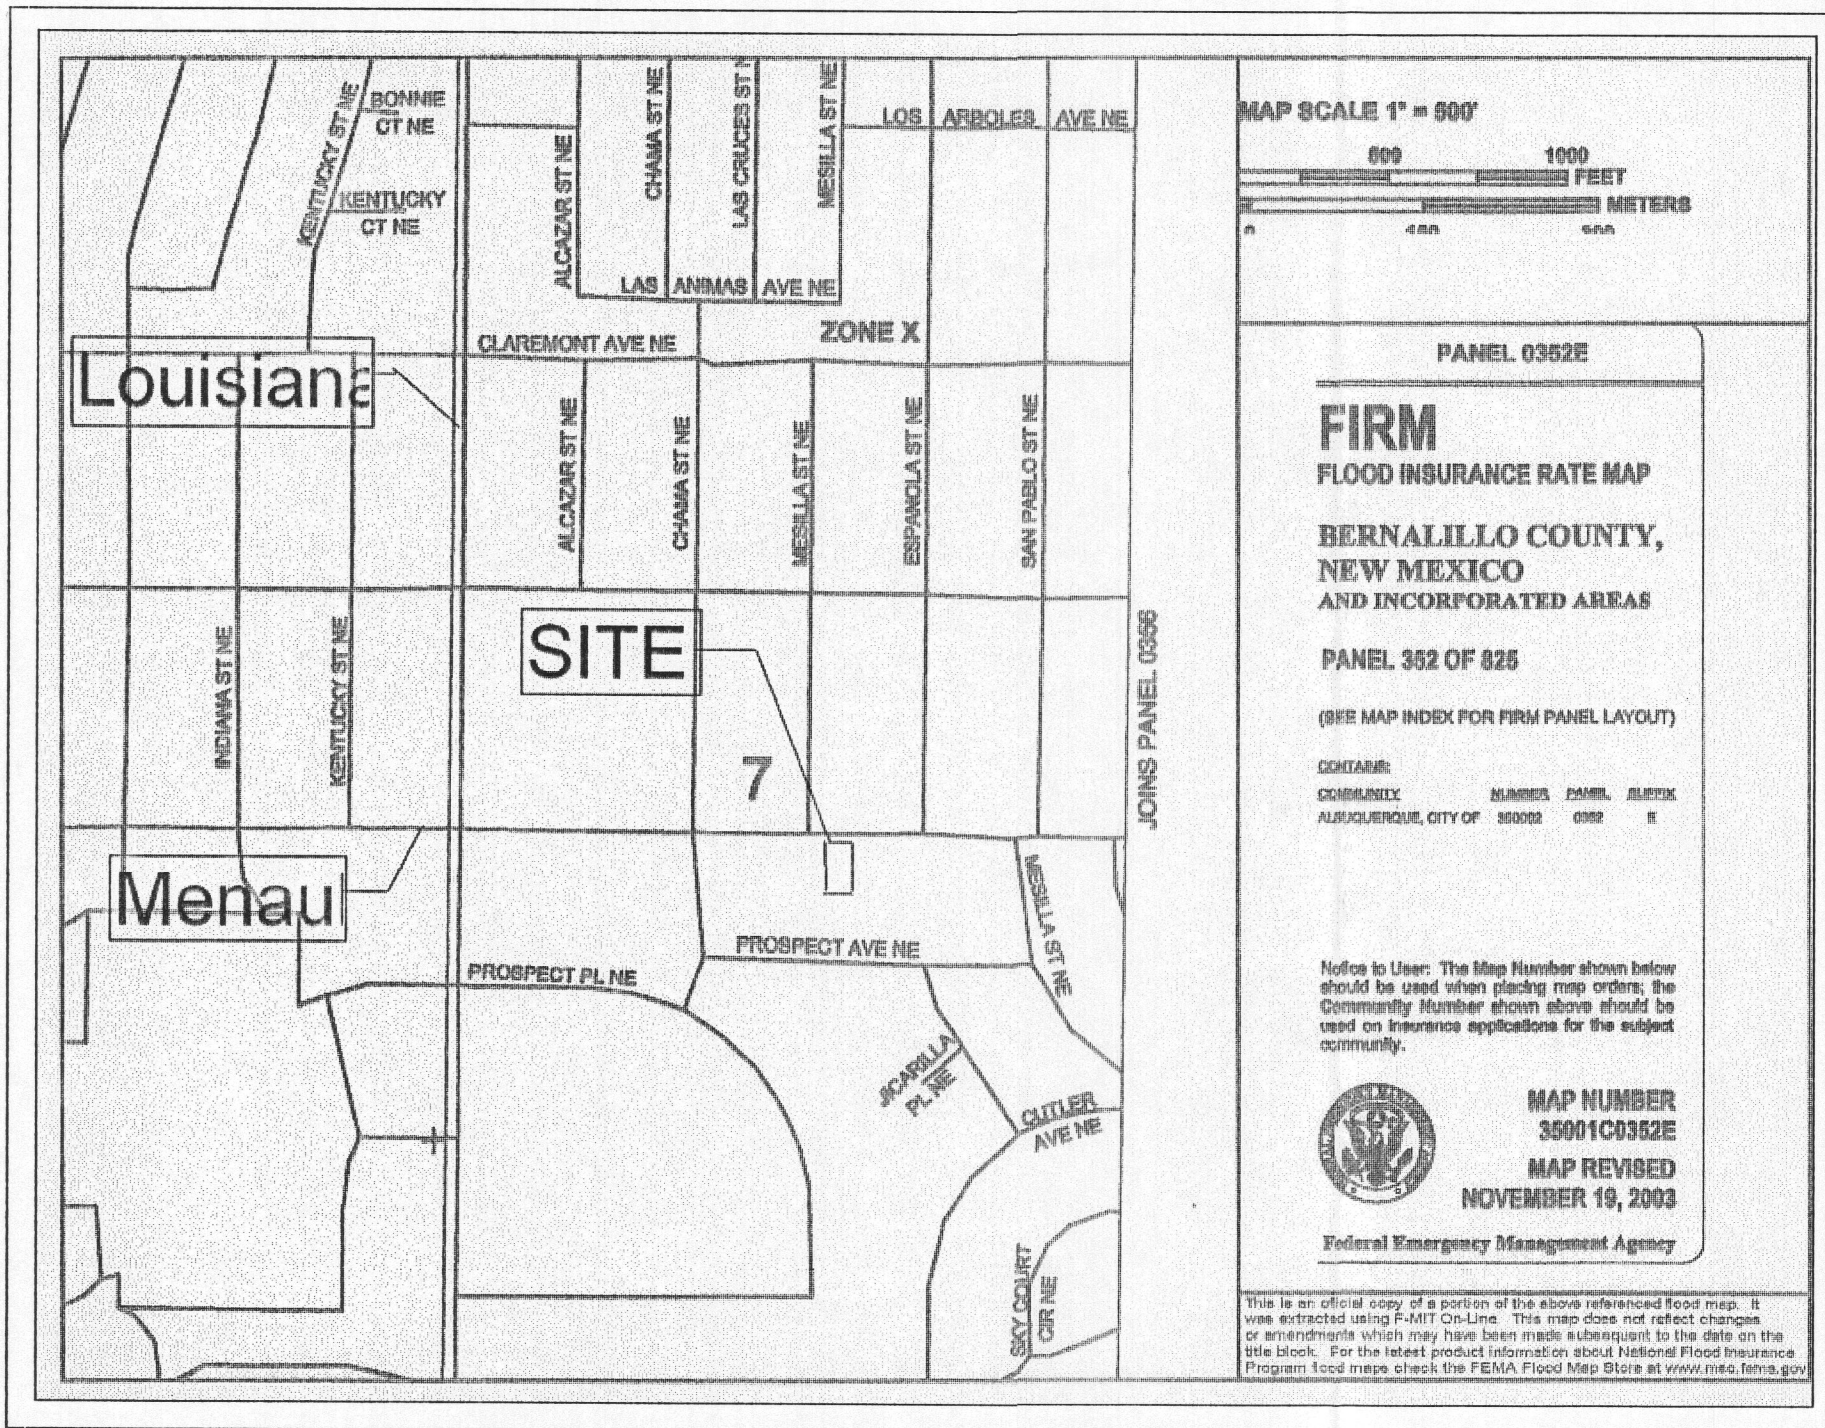 BONNIE
CT NE
KENTUCKY ST NE
KENTUCKY
CT NE
ALCAZAR ST NE
CHAMA ST NE
LAS CRUCES ST N
MESILLA ST NE
LOS ARBOLES AVE NE
LAS ANIMAS AVE NE
CLAREMONT AVE NE
ZONE X
Louisiana
ALCAZAR ST NE
CHAMA ST NE
MESILLA ST NE
ESPANOLA ST NE
SAN PABLO ST NE
INDIANA ST NE
KENTUCKY ST NE
SITE
7
JOINS PANEL 0356
Menau
PROSPECT AVE NE
PROSPECT PL NE
MESILLA ST NE
JICARILLA
PL NE
CUTLER
AVE NE
SKY COURT
CIR NE
MAP SCALE 1" = 500'
500 1000
FEET
METERS
0
PANEL 0352E
FIRM
FLOOD INSURANCE RATE MAP
BERNALILLO COUNTY,
NEW MEXICO
AND INCORPORATED AREAS
PANEL 352 OF 825
(SEE MAP INDEX FOR FIRM PANEL LAYOUT)
CONTAINS:
COMMUNITY NUMBER PANEL SUFFIX
ALBUQUERQUE, CITY OF 350002 0352 E
Notice to User: The Map Number shown below
should be used when placing map orders; the
Community Number shown above should be
used on insurance applications for the subject
community.
MAP NUMBER
35001C0352E
MAP REVISED
NOVEMBER 19, 2003
Federal Emergency Management Agency
This is an official copy of a portion of the above referenced flood map. It
was extracted using F-MIT On-Line. This map does not reflect changes
or amendments which may have been made subsequent to the date on the
title block. For the latest product information about National Flood Insurance
Program flood maps check the FEMA Flood Map Store at www.msc.fema.gov